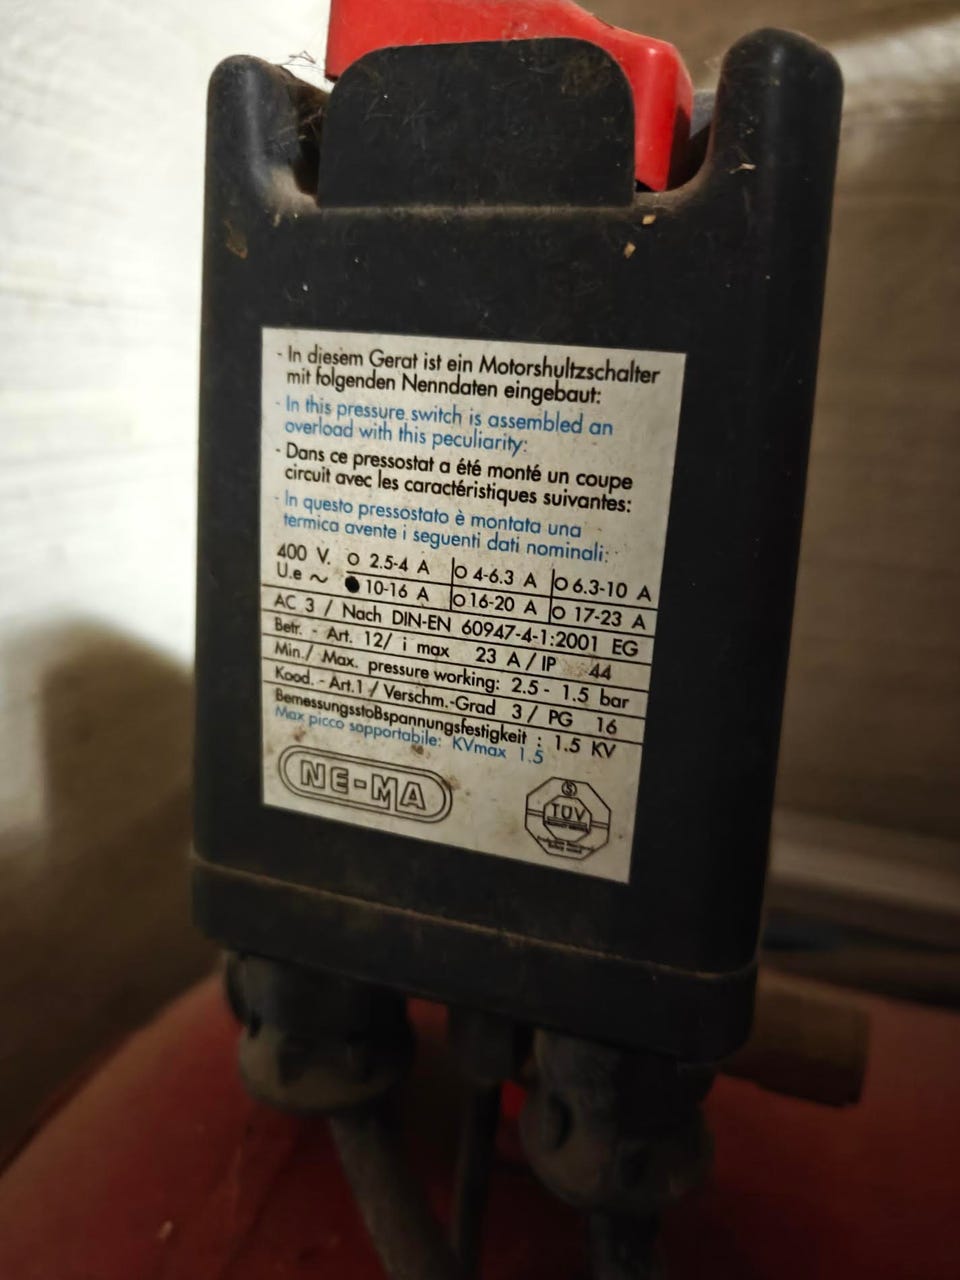 - In diesem Gerat ist ein Motorshultzschalter
mit folgenden Nenndaten eingebaut:
- In this pressure switch is assembled an
overload with this peculiarity:
- Dans ce pressostat a été monté un coupe
circuit avec les caractéristiques suivantes:
- In questo pressostato è montata una
termica avente i seguenti dati nominali:
400 V. O 2.5-4 A O 4-6.3 A O 6.3-10 A
U.e ~ ● 10-16 A O 16-20 A O 17-23 A
AC 3 / Nach DIN-EN 60947-4-1:2001 EG
Betr. - Art. 12/ i max 23 A / IP 44
Min./ Max. pressure working: 2.5 - 1.5 bar
Kood. - Art.1 / Verschm.-Grad 3 / PG 16
Bemessungsstoßspannungsfestigkeit : 1.5 KV
Max picco sopportabile: KVmax 1.5
NE-MA
TÜV